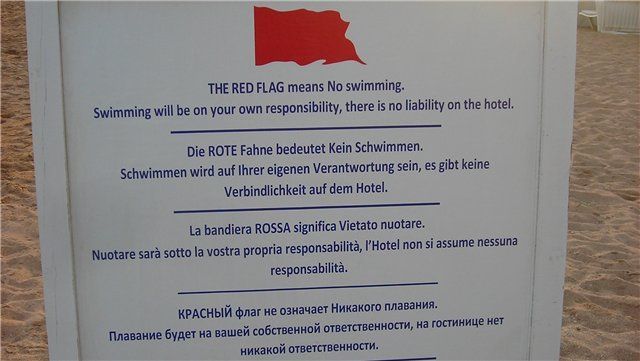 THE RED FLAG means No swimming.
Swimming will be on your own responsibility, there is no liability on the hotel.
Die ROTE Fahne bedeutet Kein Schwimmen.
Schwimmen wird auf Ihrer eigenen Verantwortung sein, es gibt keine
Verbindlichkeit auf dem Hotel.
La bandiera ROSSA significa Vietato nuotare.
Nuotare sarà sotto la vostra propria responsabilità, l'Hotel non si assume nessuna
responsabilità.
КРАСНЫЙ флаг не означает Никакого плавания.
Плавание будет на вашей собственной ответственности, на гостинице нет
никакой ответственности.